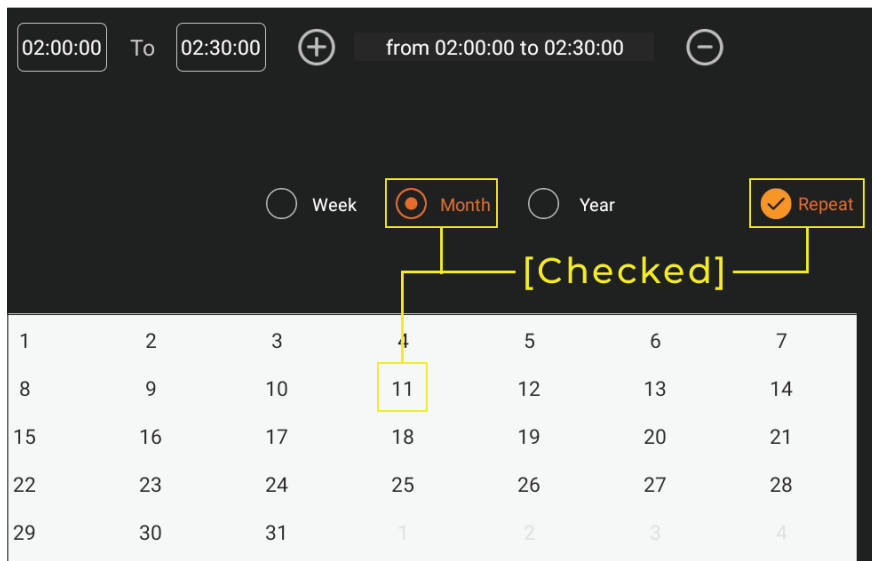 02:00:00 To 02:30:00 from 02:00:00 to 02:30:00
Week Month Year Repeat
[Checked]
1 2 3 4 5 6 7
8 9 10 11 12 13 14
15 16 17 18 19 20 21
22 23 24 25 26 27 28
29 30 31 1 2 3 4